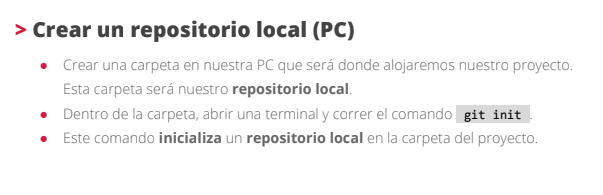 > Crear un repositorio local (PC)
● Crear una carpeta en nuestra PC que será donde alojaremos nuestro proyecto.
Esta carpeta será nuestro repositorio local.
● Dentro de la carpeta, abrir una terminal y correr el comando git init.
● Este comando inicializa un repositorio local en la carpeta del proyecto.